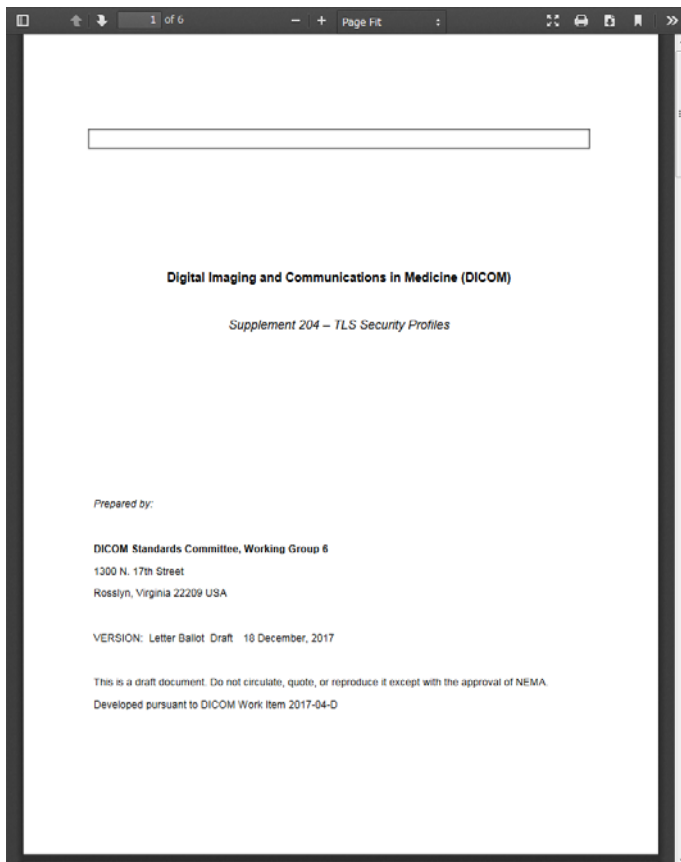 1 of 6 − + Page Fit
Digital Imaging and Communications in Medicine (DICOM)
Supplement 204 – TLS Security Profiles
Prepared by:
DICOM Standards Committee, Working Group 6
1300 N. 17th Street
Rosslyn, Virginia 22209 USA
VERSION: Letter Ballot Draft 18 December, 2017
This is a draft document. Do not circulate, quote, or reproduce it except with the approval of NEMA.
Developed pursuant to DICOM Work Item 2017-04-D